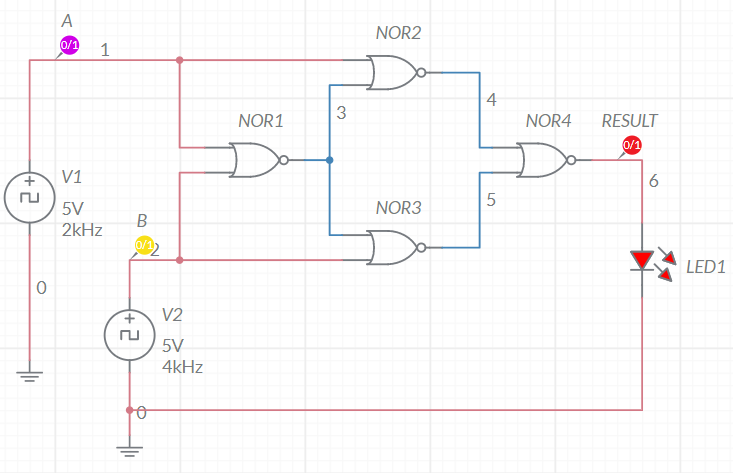 A
0/1
1
NOR2
3
4
NOR1
NOR4
RESULT
0/1
6
V1
5V
2kHz
NOR3
5
B
0/1
2
LED1
0
V2
5V
4kHz
0